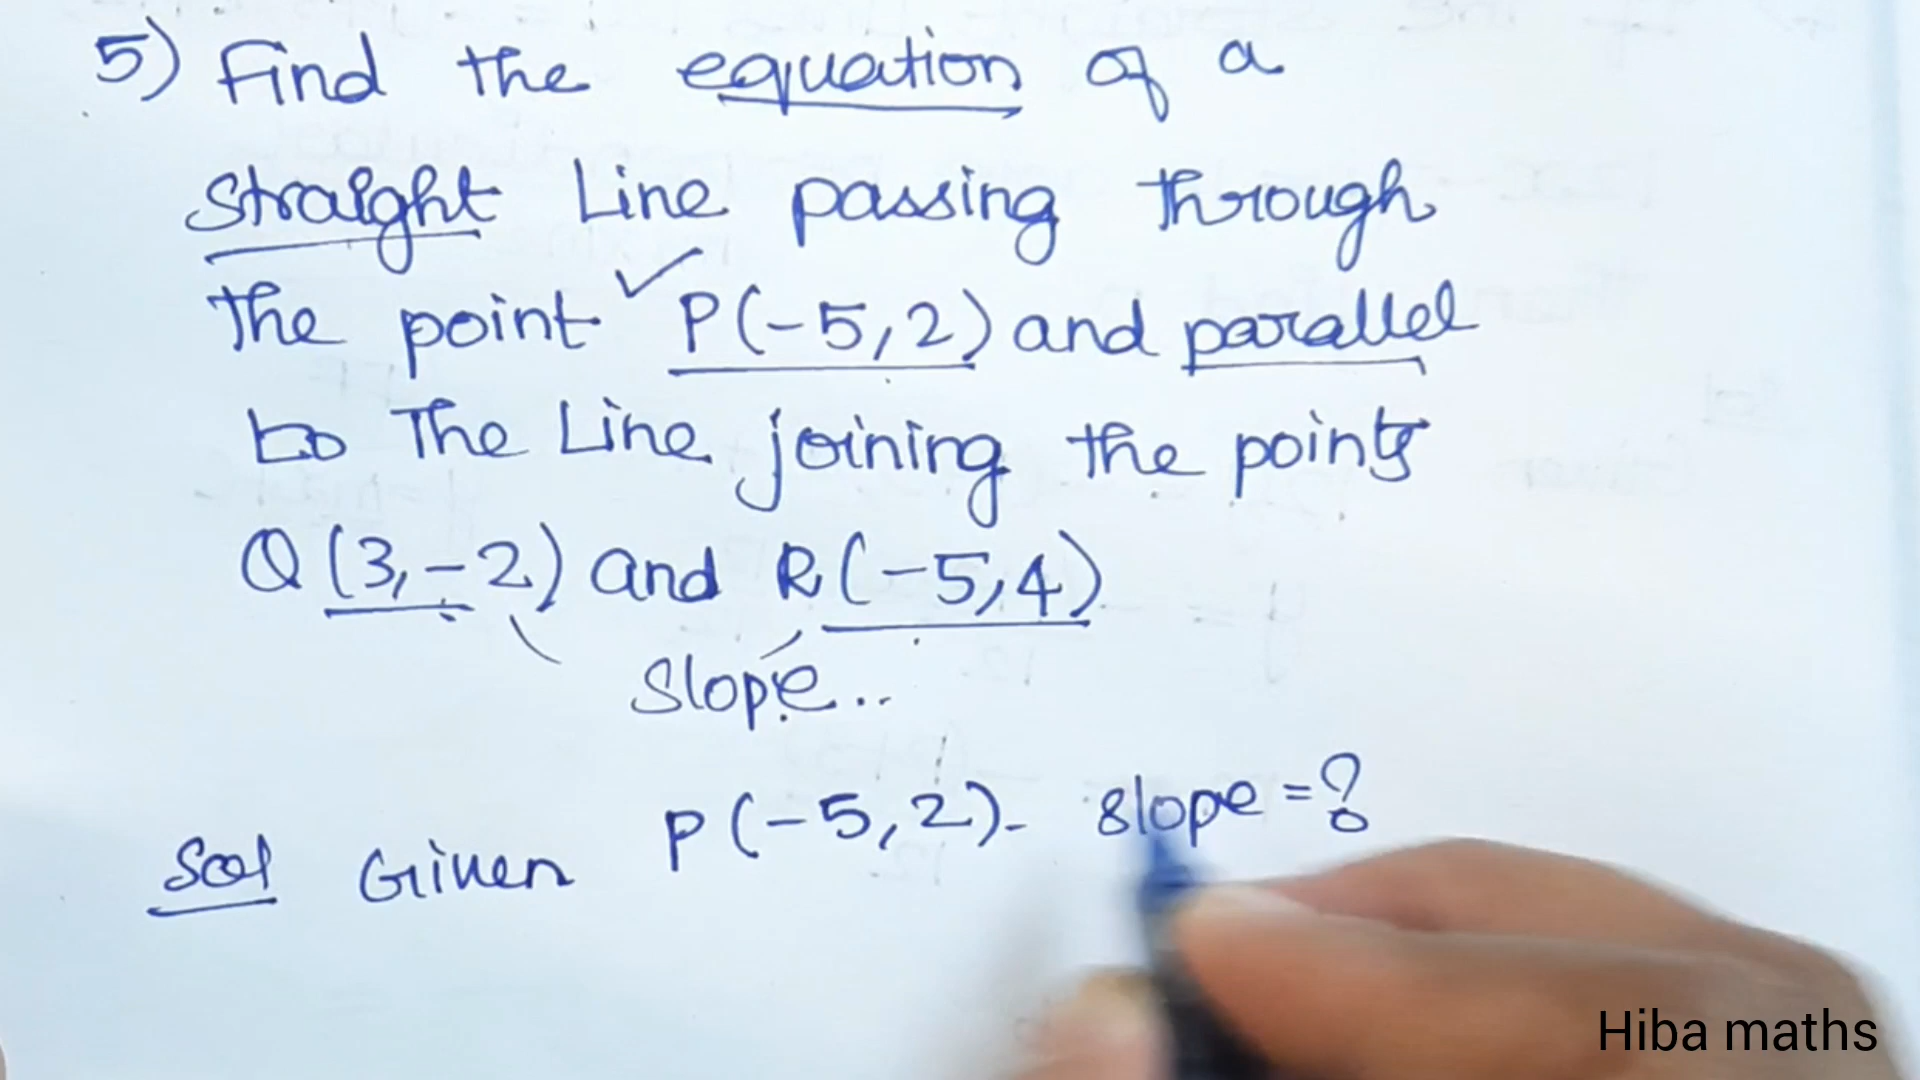 5) Find the equation of a
straight Line passing through
the point P(-5,2) and parallel
to The Line joining the points
Q (3,-2) and R(-5,4)
Slope..
Sol Given P(-5,2). slope=?
Hiba maths